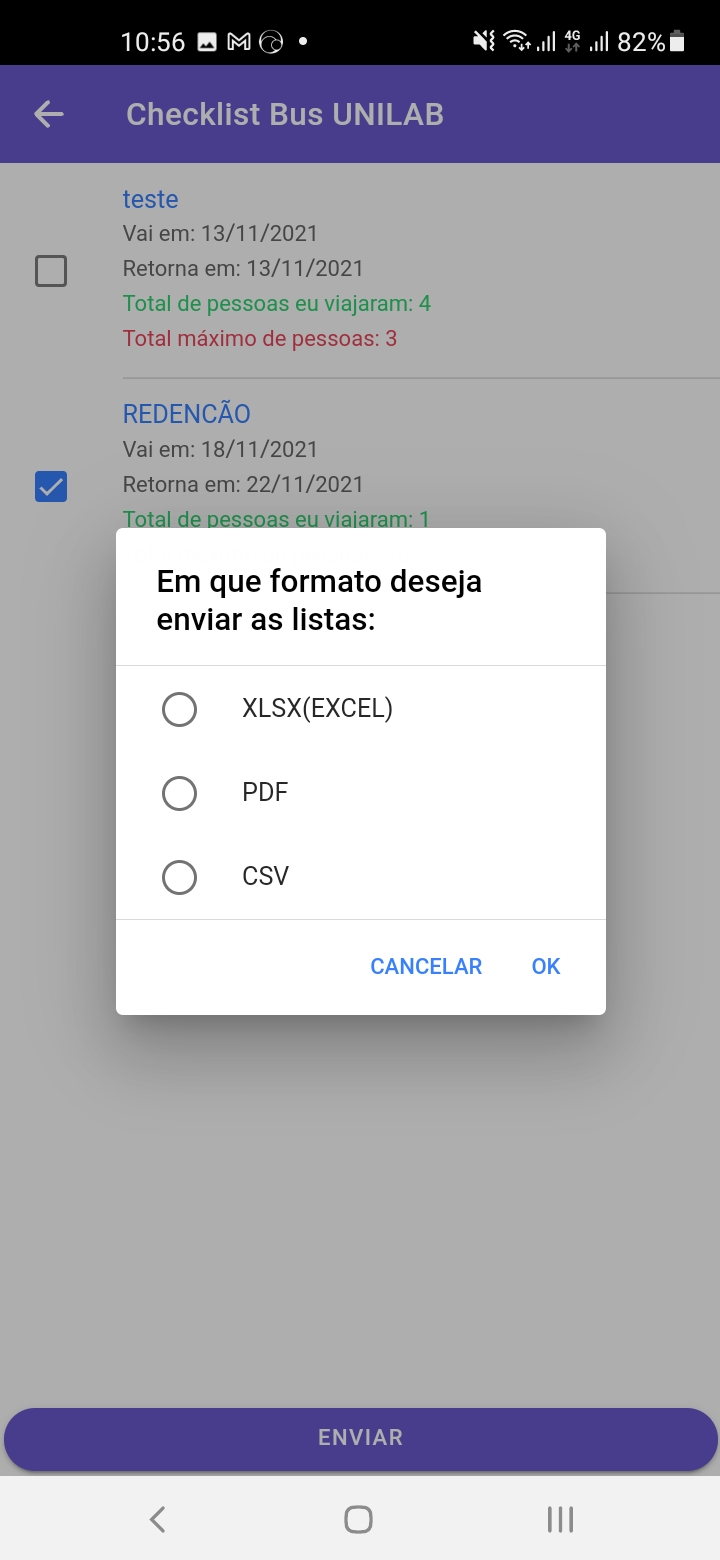 10:56
4G
82%
Checklist Bus UNILAB
teste
Vai em: 13/11/2021
Retorna em: 13/11/2021
Total de pessoas eu viajaram: 4
Total máximo de pessoas: 3
REDENCÃO
Vai em: 18/11/2021
Retorna em: 22/11/2021
Total de pessoas eu viajaram: 1
Em que formato deseja
enviar as listas:
XLSX(EXCEL)
PDF
CSV
CANCELAR OK
ENVIAR